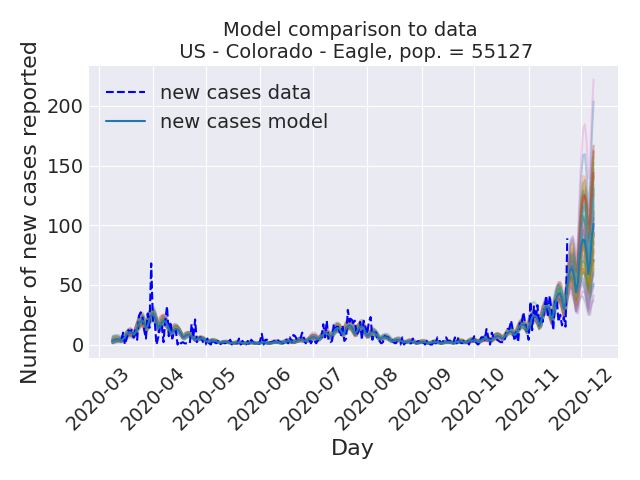 Model comparison to data
US - Colorado - Eagle, pop. = 55127
Number of new cases reported
200
150
100
50
0
new cases data
new cases model
2020-03
2020-04
2020-05
2020-06
2020-07
2020-08
2020-09
2020-10
2020-11
2020-12
Day